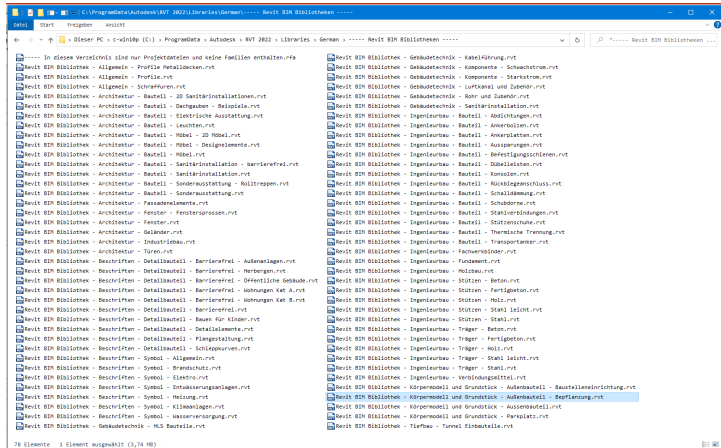 C:\ProgramData\Autodesk\RVT 2022\Libraries\German\----- Revit BIM Bibliotheken -----
Datei Start Freigeben Ansicht
Dieser PC > c-win10p (C:) > ProgramData > Autodesk > RVT 2022 > Libraries > German > ----- Revit BIM Bibliotheken -----
"----- Revit BIM Bibliotheken ...
----- In diesem Verzeichnis sind nur Projektdateien und keine Familien enthalten.rfa
Revit BIM Bibliothek - Allgemein - Profile Metalldecken.rvt
Revit BIM Bibliothek - Allgemein - Profile.rvt
Revit BIM Bibliothek - Allgemein - Schraffuren.rvt
Revit BIM Bibliothek - Architektur - Bauteil - 2D Sanitärinstallationen.rvt
Revit BIM Bibliothek - Architektur - Bauteil - Dachgauben - Beispiele.rvt
Revit BIM Bibliothek - Architektur - Bauteil - Elektrische Ausstattung.rvt
Revit BIM Bibliothek - Architektur - Bauteil - Leuchten.rvt
Revit BIM Bibliothek - Architektur - Bauteil - Möbel - 2D Möbel.rvt
Revit BIM Bibliothek - Architektur - Bauteil - Möbel - Designelemente.rvt
Revit BIM Bibliothek - Architektur - Bauteil - Möbel.rvt
Revit BIM Bibliothek - Architektur - Bauteil - Sanitärinstallation - barrierefrei.rvt
Revit BIM Bibliothek - Architektur - Bauteil - Sanitärinstallation.rvt
Revit BIM Bibliothek - Architektur - Bauteil - Sonderausstattung - Rolltreppen.rvt
Revit BIM Bibliothek - Architektur - Bauteil - Sonderausstattung.rvt
Revit BIM Bibliothek - Architektur - Fassadenelemente.rvt
Revit BIM Bibliothek - Architektur - Fenster - Fenstersprossen.rvt
Revit BIM Bibliothek - Architektur - Fenster.rvt
Revit BIM Bibliothek - Architektur - Geländer.rvt
Revit BIM Bibliothek - Architektur - Industriebau.rvt
Revit BIM Bibliothek - Architektur - Türen.rvt
Revit BIM Bibliothek - Beschriften - Detailbauteil - Barrierefrei - Außenanlagen.rvt
Revit BIM Bibliothek - Beschriften - Detailbauteil - Barrierefrei - Herbergen.rvt
Revit BIM Bibliothek - Beschriften - Detailbauteil - Barrierefrei - Öffentliche Gebäude.rvt
Revit BIM Bibliothek - Beschriften - Detailbauteil - Barrierefrei - Wohnungen Kat A.rvt
Revit BIM Bibliothek - Beschriften - Detailbauteil - Barrierefrei - Wohnungen Kat B.rvt
Revit BIM Bibliothek - Beschriften - Detailbauteil - Barrierefrei.rvt
Revit BIM Bibliothek - Beschriften - Detailbauteil - Bauen für Kinder.rvt
Revit BIM Bibliothek - Beschriften - Detailbauteil - Detailelemente.rvt
Revit BIM Bibliothek - Beschriften - Detailbauteil - Plangestaltung.rvt
Revit BIM Bibliothek - Beschriften - Detailbauteil - Schleppkurven.rvt
Revit BIM Bibliothek - Beschriften - Symbol - Allgemein.rvt
Revit BIM Bibliothek - Beschriften - Symbol - Brandschutz.rvt
Revit BIM Bibliothek - Beschriften - Symbol - Elektro.rvt
Revit BIM Bibliothek - Beschriften - Symbol - Entwässerungsanlagen.rvt
Revit BIM Bibliothek - Beschriften - Symbol - Heizung.rvt
Revit BIM Bibliothek - Beschriften - Symbol - Klimaanlagen.rvt
Revit BIM Bibliothek - Beschriften - Symbol - Wasserversorgung.rvt
Revit BIM Bibliothek - Gebäudetechnik - HLS Bauteile.rvt
Revit BIM Bibliothek - Gebäudetechnik - Kabelführung.rvt
Revit BIM Bibliothek - Gebäudetechnik - Komponente - Schwachstrom.rvt
Revit BIM Bibliothek - Gebäudetechnik - Komponente - Starkstrom.rvt
Revit BIM Bibliothek - Gebäudetechnik - Luftkanal und Zubehör.rvt
Revit BIM Bibliothek - Gebäudetechnik - Rohr und Zubehör.rvt
Revit BIM Bibliothek - Gebäudetechnik - Sanitärinstallation.rvt
Revit BIM Bibliothek - Ingenieurbau - Bauteil - Abdichtungen.rvt
Revit BIM Bibliothek - Ingenieurbau - Bauteil - Ankerbolzen.rvt
Revit BIM Bibliothek - Ingenieurbau - Bauteil - Ankerplatten.rvt
Revit BIM Bibliothek - Ingenieurbau - Bauteil - Aussparungen.rvt
Revit BIM Bibliothek - Ingenieurbau - Bauteil - Befestigungsschienen.rvt
Revit BIM Bibliothek - Ingenieurbau - Bauteil - Dübelleisten.rvt
Revit BIM Bibliothek - Ingenieurbau - Bauteil - Konsolen.rvt
Revit BIM Bibliothek - Ingenieurbau - Bauteil - Rückbiegeanschluss.rvt
Revit BIM Bibliothek - Ingenieurbau - Bauteil - Schalldämmung.rvt
Revit BIM Bibliothek - Ingenieurbau - Bauteil - Schubdorne.rvt
Revit BIM Bibliothek - Ingenieurbau - Bauteil - Stahlverbindungen.rvt
Revit BIM Bibliothek - Ingenieurbau - Bauteil - Stützenschuhe.rvt
Revit BIM Bibliothek - Ingenieurbau - Bauteil - Thermische Trennung.rvt
Revit BIM Bibliothek - Ingenieurbau - Bauteil - Transportanker.rvt
Revit BIM Bibliothek - Ingenieurbau - Fachwerkbinder.rvt
Revit BIM Bibliothek - Ingenieurbau - Fundament.rvt
Revit BIM Bibliothek - Ingenieurbau - Holzbau.rvt
Revit BIM Bibliothek - Ingenieurbau - Stützen - Beton.rvt
Revit BIM Bibliothek - Ingenieurbau - Stützen - Fertigbeton.rvt
Revit BIM Bibliothek - Ingenieurbau - Stützen - Holz.rvt
Revit BIM Bibliothek - Ingenieurbau - Stützen - Stahl leicht.rvt
Revit BIM Bibliothek - Ingenieurbau - Stützen - Stahl.rvt
Revit BIM Bibliothek - Ingenieurbau - Träger - Beton.rvt
Revit BIM Bibliothek - Ingenieurbau - Träger - Fertigbeton.rvt
Revit BIM Bibliothek - Ingenieurbau - Träger - Holz.rvt
Revit BIM Bibliothek - Ingenieurbau - Träger - Stahl leicht.rvt
Revit BIM Bibliothek - Ingenieurbau - Träger - Stahl.rvt
Revit BIM Bibliothek - Ingenieurbau - Verbindungsmittel.rvt
Revit BIM Bibliothek - Körpermodell und Grundstück - Außenbauteil - Baustelleneinrichtung.rvt
Revit BIM Bibliothek - Körpermodell und Grundstück - Außenbauteil - Bepflanzung.rvt
Revit BIM Bibliothek - Körpermodell und Grundstück - Aussenbauteil.rvt
Revit BIM Bibliothek - Körpermodell und Grundstück - Parkplatz.rvt
Revit BIM Bibliothek - Tiefbau - Tunnel Einbauteile.rvt
78 Elemente 1 Element ausgewählt (3,74 MB)